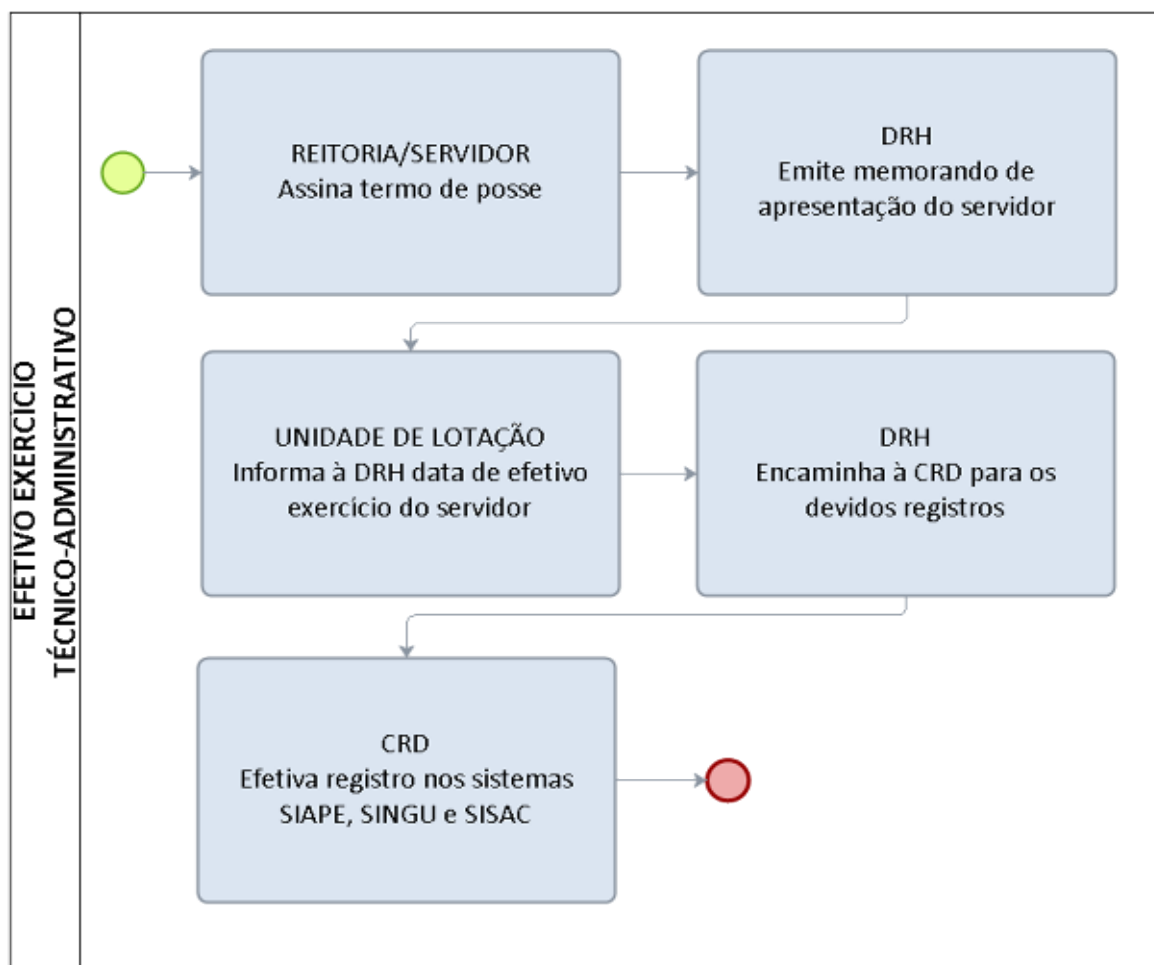 EFETIVO EXERCÍCIO
TÉCNICO-ADMINISTRATIVO
REITORIA/SERVIDOR
Assina termo de posse
DRH
Emite memorando de
apresentação do servidor
UNIDADE DE LOTAÇÃO
Informa à DRH data de efetivo
exercício do servidor
DRH
Encaminha à CRD para os
devidos registros
CRD
Efetiva registro nos sistemas
SIAPE, SINGU e SISAC